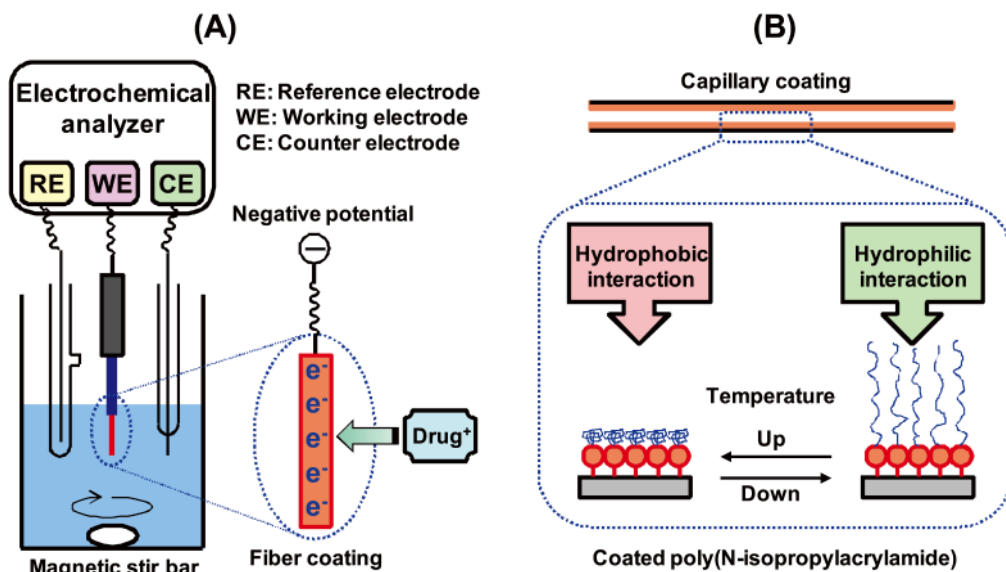 (A)
Electrochemical
analyzer
RE
WE
CE
RE: Reference electrode
WE: Working electrode
CE: Counter electrode
Negative potential
e-
e-
e-
e-
e-
Drug+
Magnetic stir bar
Fiber coating
(B)
Capillary coating
Hydrophobic
interaction
Hydrophilic
interaction
Temperature
Up
Down
Coated poly(N-isopropylacrylamide)